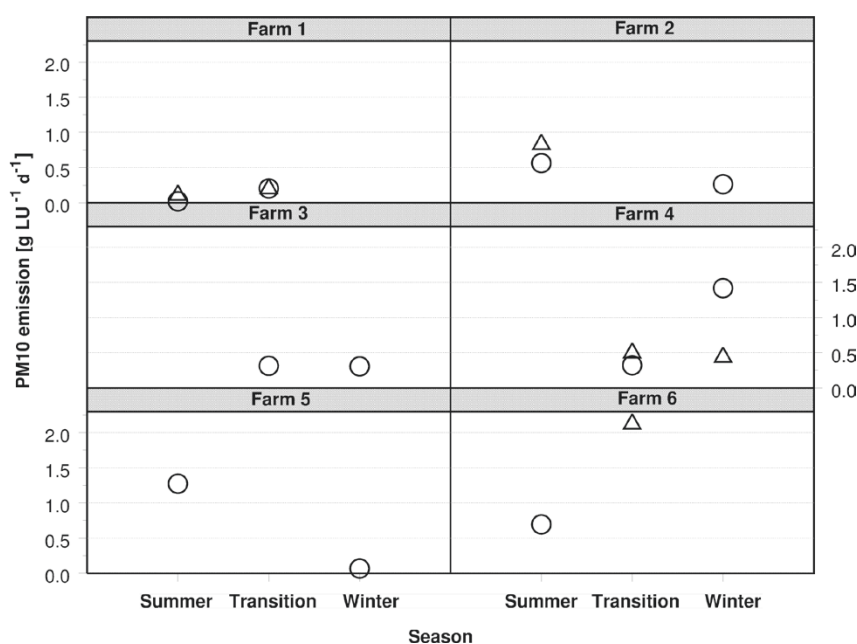 Farm 1
Farm 2
2.0
1.5
1.0
0.5
0.0
Farm 3
Farm 4
2.0
1.5
1.0
0.5
0.0
Farm 5
Farm 6
2.0
1.5
1.0
0.5
0.0
Summer Transition Winter
Summer Transition Winter
Season
PM10 emission [g LU⁻¹ d⁻¹]